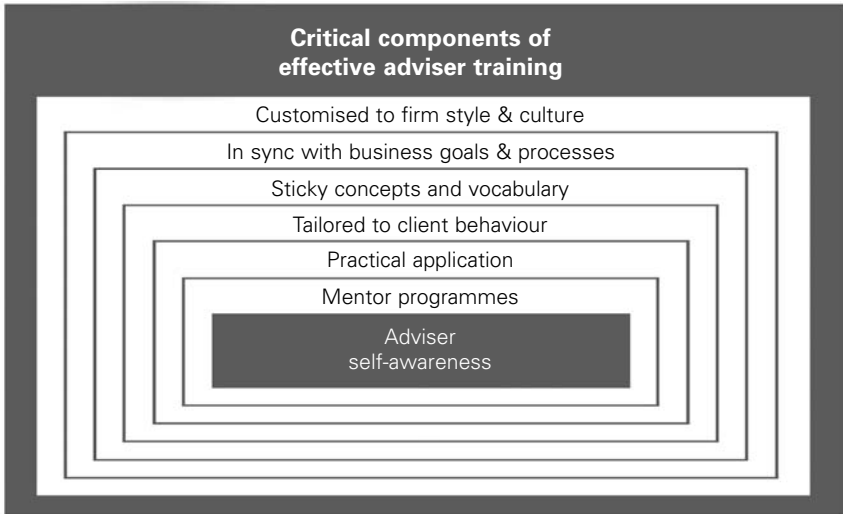 Critical components of
effective adviser training
Customised to firm style & culture
In sync with business goals & processes
Sticky concepts and vocabulary
Tailored to client behaviour
Practical application
Mentor programmes
Adviser
self-awareness